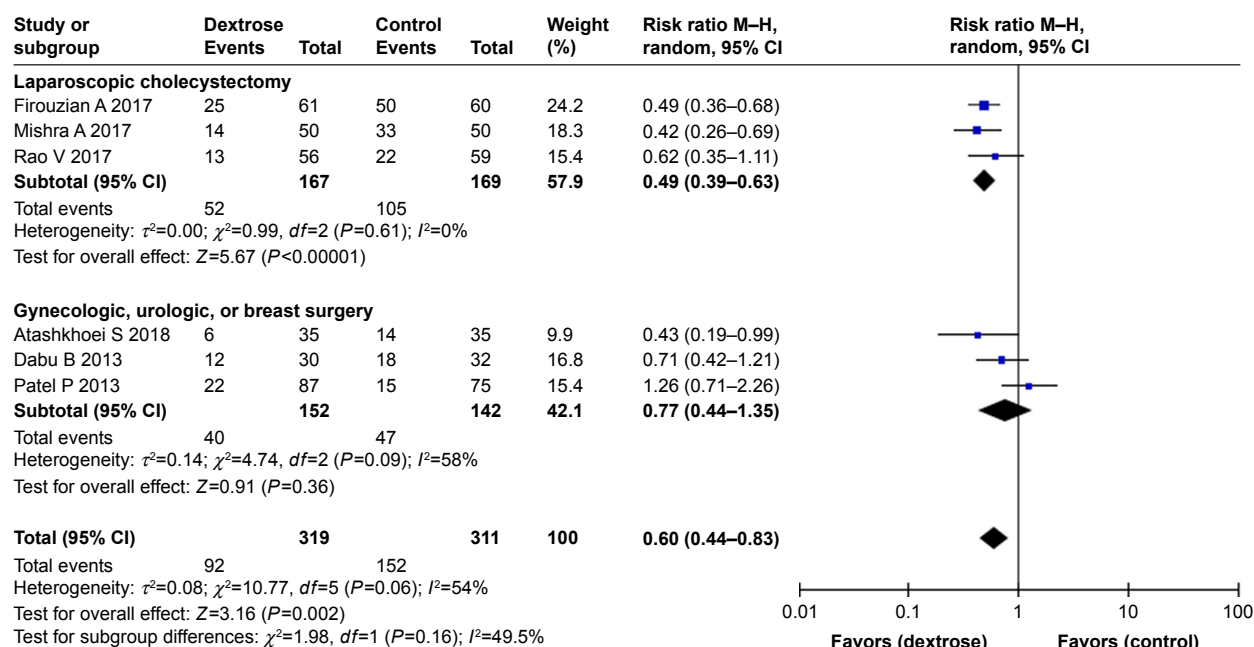 Study or subgroup Dextrose Events Total Control Events Total Weight (%) Risk ratio M–H, random, 95% CI Risk ratio M–H, random, 95% CI
Laparoscopic cholecystectomy
Firouzian A 2017 25 61 50 60 24.2 0.49 (0.36–0.68)
Mishra A 2017 14 50 33 50 18.3 0.42 (0.26–0.69)
Rao V 2017 13 56 22 59 15.4 0.62 (0.35–1.11)
Subtotal (95% CI) 167 169 57.9 0.49 (0.39–0.63)
Total events 52 105
Heterogeneity: τ²=0.00; χ²=0.99, df=2 (P=0.61); I²=0%
Test for overall effect: Z=5.67 (P<0.00001)
Gynecologic, urologic, or breast surgery
Atashkhoei S 2018 6 35 14 35 9.9 0.43 (0.19–0.99)
Dabu B 2013 12 30 18 32 16.8 0.71 (0.42–1.21)
Patel P 2013 22 87 15 75 15.4 1.26 (0.71–2.26)
Subtotal (95% CI) 152 142 42.1 0.77 (0.44–1.35)
Total events 40 47
Heterogeneity: τ²=0.14; χ²=4.74, df=2 (P=0.09); I²=58%
Test for overall effect: Z=0.91 (P=0.36)
Total (95% CI) 319 311 100 0.60 (0.44–0.83)
Total events 92 152
Heterogeneity: τ²=0.08; χ²=10.77, df=5 (P=0.06); I²=54%
Test for overall effect: Z=3.16 (P=0.002)
Test for subgroup differences: χ²=1.98, df=1 (P=0.16); I²=49.5%
0.01 0.1 1 10 100
Favors (dextrose) Favors (control)